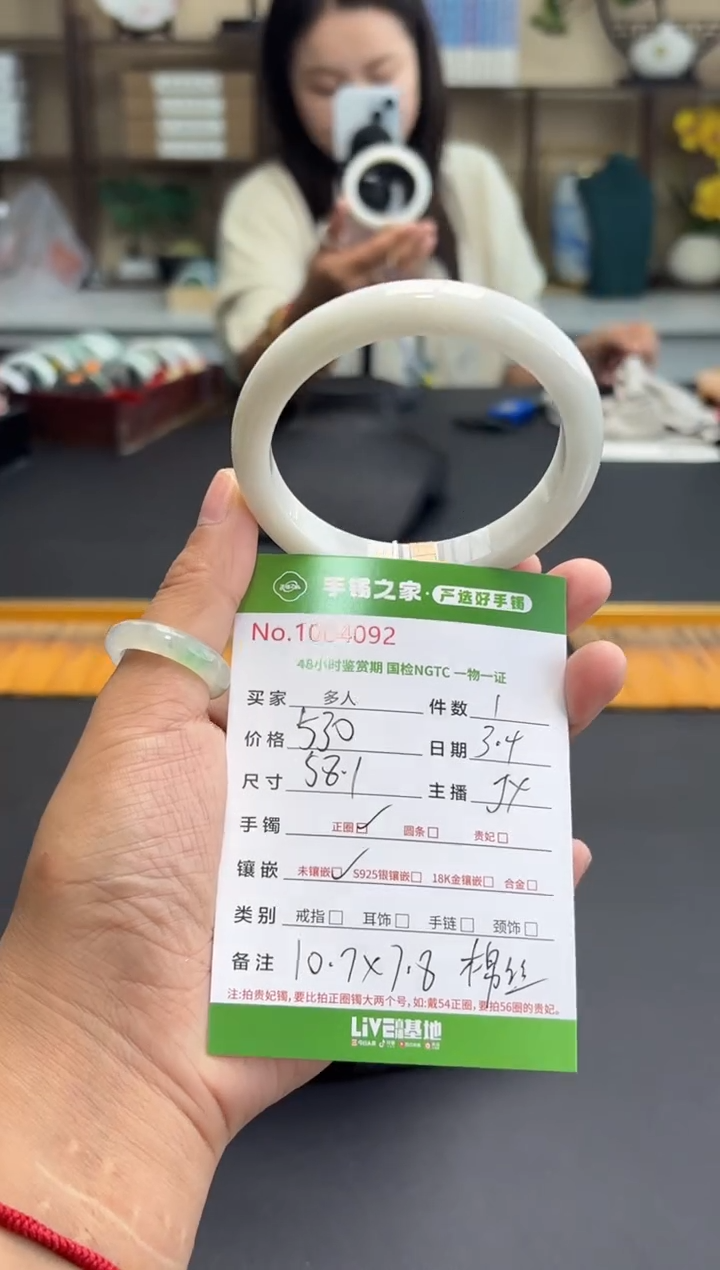 手镯之家·严选好手镯
No.1004092
48小时鉴赏期 国检NGTC 一物一证
买家 多人 件数 1
价格 530 日期 3.4
尺寸 58.1 主播 JX
手镯 正圈☑ 圆条□ 贵妃□
镶嵌 未镶嵌☑ S925银镶嵌□ 18K金镶嵌□ 合金□
类别 戒指□ 耳饰□ 手链□ 颈饰□
备注 10.7×7.8 棉丝
注:拍贵妃镯,要比拍正圈镯大两个号,如:戴54正圈,要拍56圈的贵妃。
LiVE 基地